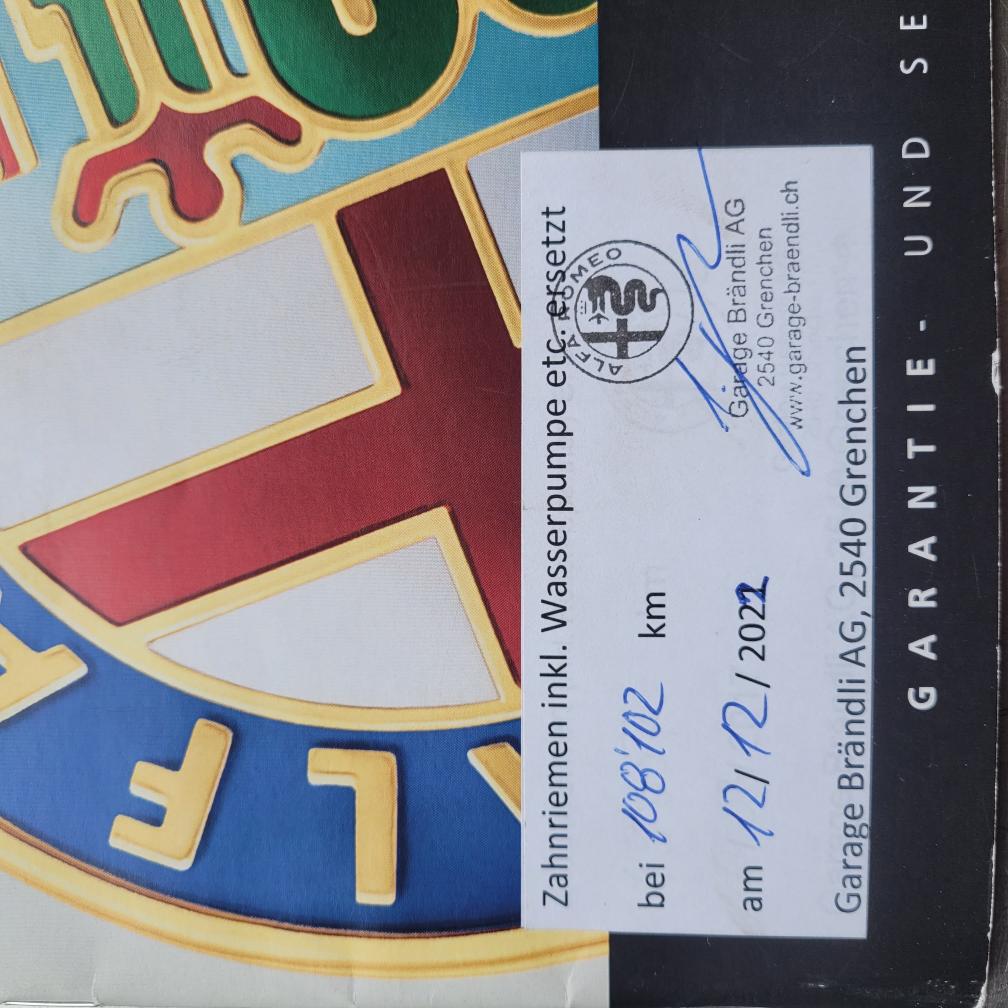 Zahnriemen inkl. Wasserpumpe etc. ersetzt
bei 108'102 km
am 12/12/2022
ALFA ROMEO
Garage Brändli AG
2540 Grenchen
www.garage-braendli.ch
Garage Brändli AG, 2540 Grenchen
GARANTIE- UND SE
ALF